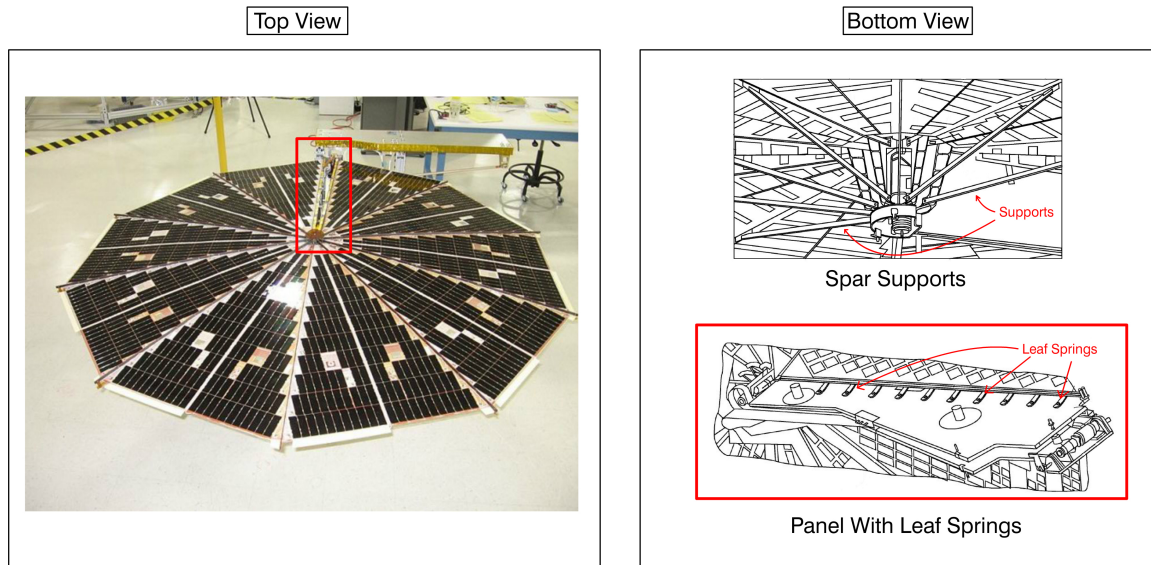 Top View
Bottom View
Supports
Spar Supports
Leaf Springs
Panel With Leaf Springs